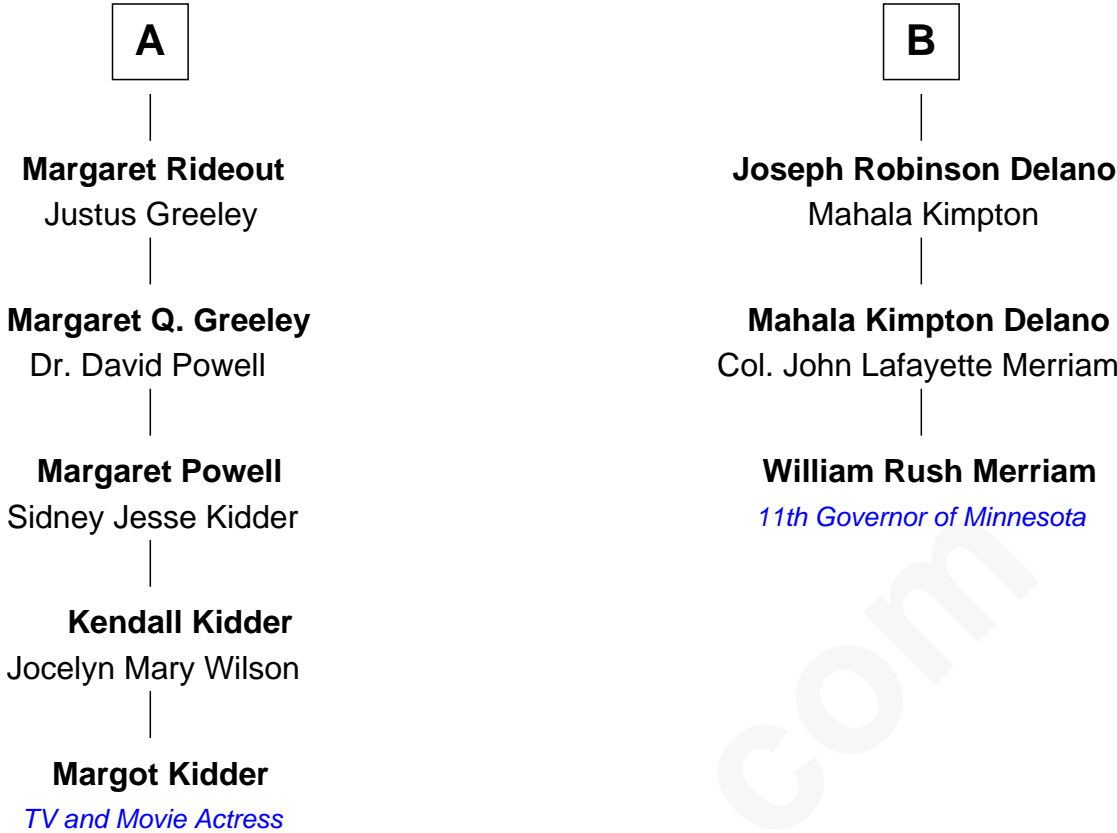 A
Margaret Rideout
Justus Greeley
Margaret Q. Greeley
Dr. David Powell
Margaret Powell
Sidney Jesse Kidder
Kendall Kidder
Jocelyn Mary Wilson
Margot Kidder
TV and Movie Actress
B
Joseph Robinson Delano
Mahala Kimpton
Mahala Kimpton Delano
Col. John Lafayette Merriam
William Rush Merriam
11th Governor of Minnesota
com